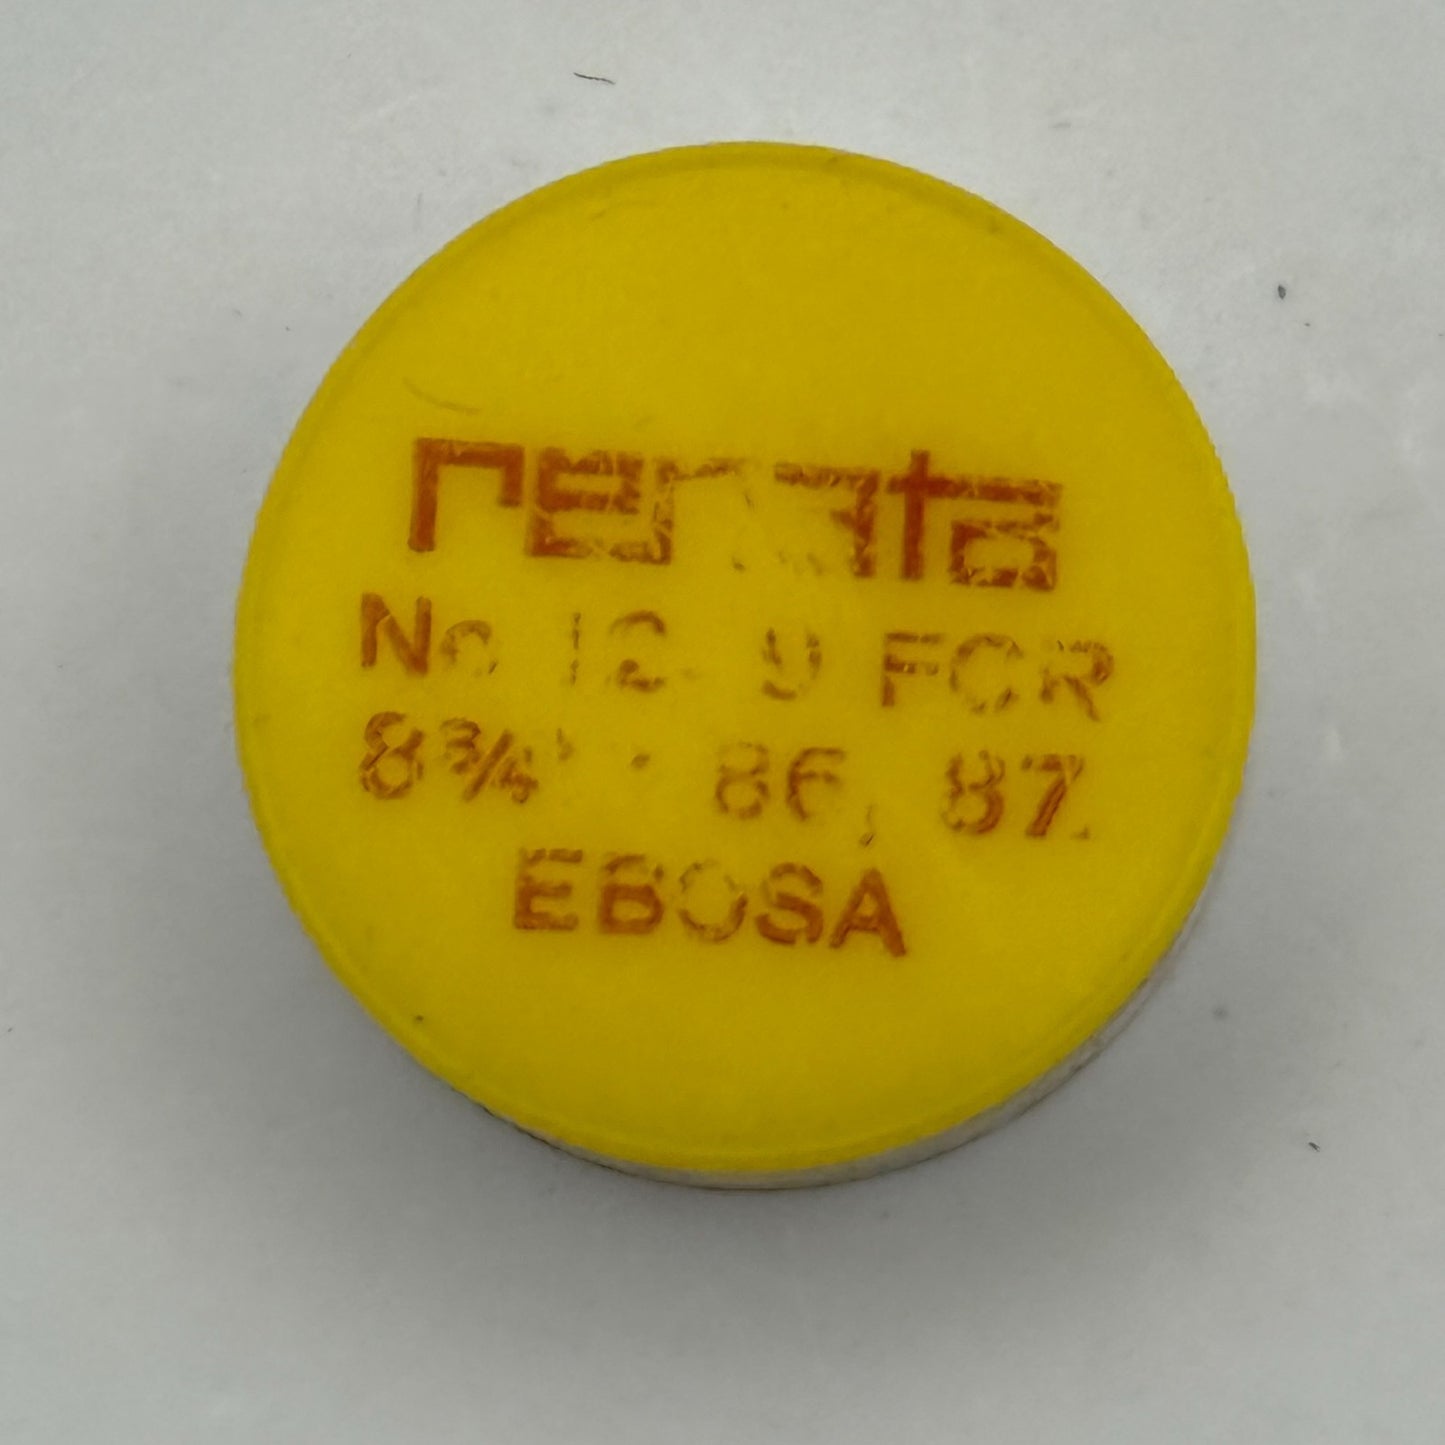 renata
No 12 9 FOR
8¾''' 86, 87.
EBOSA